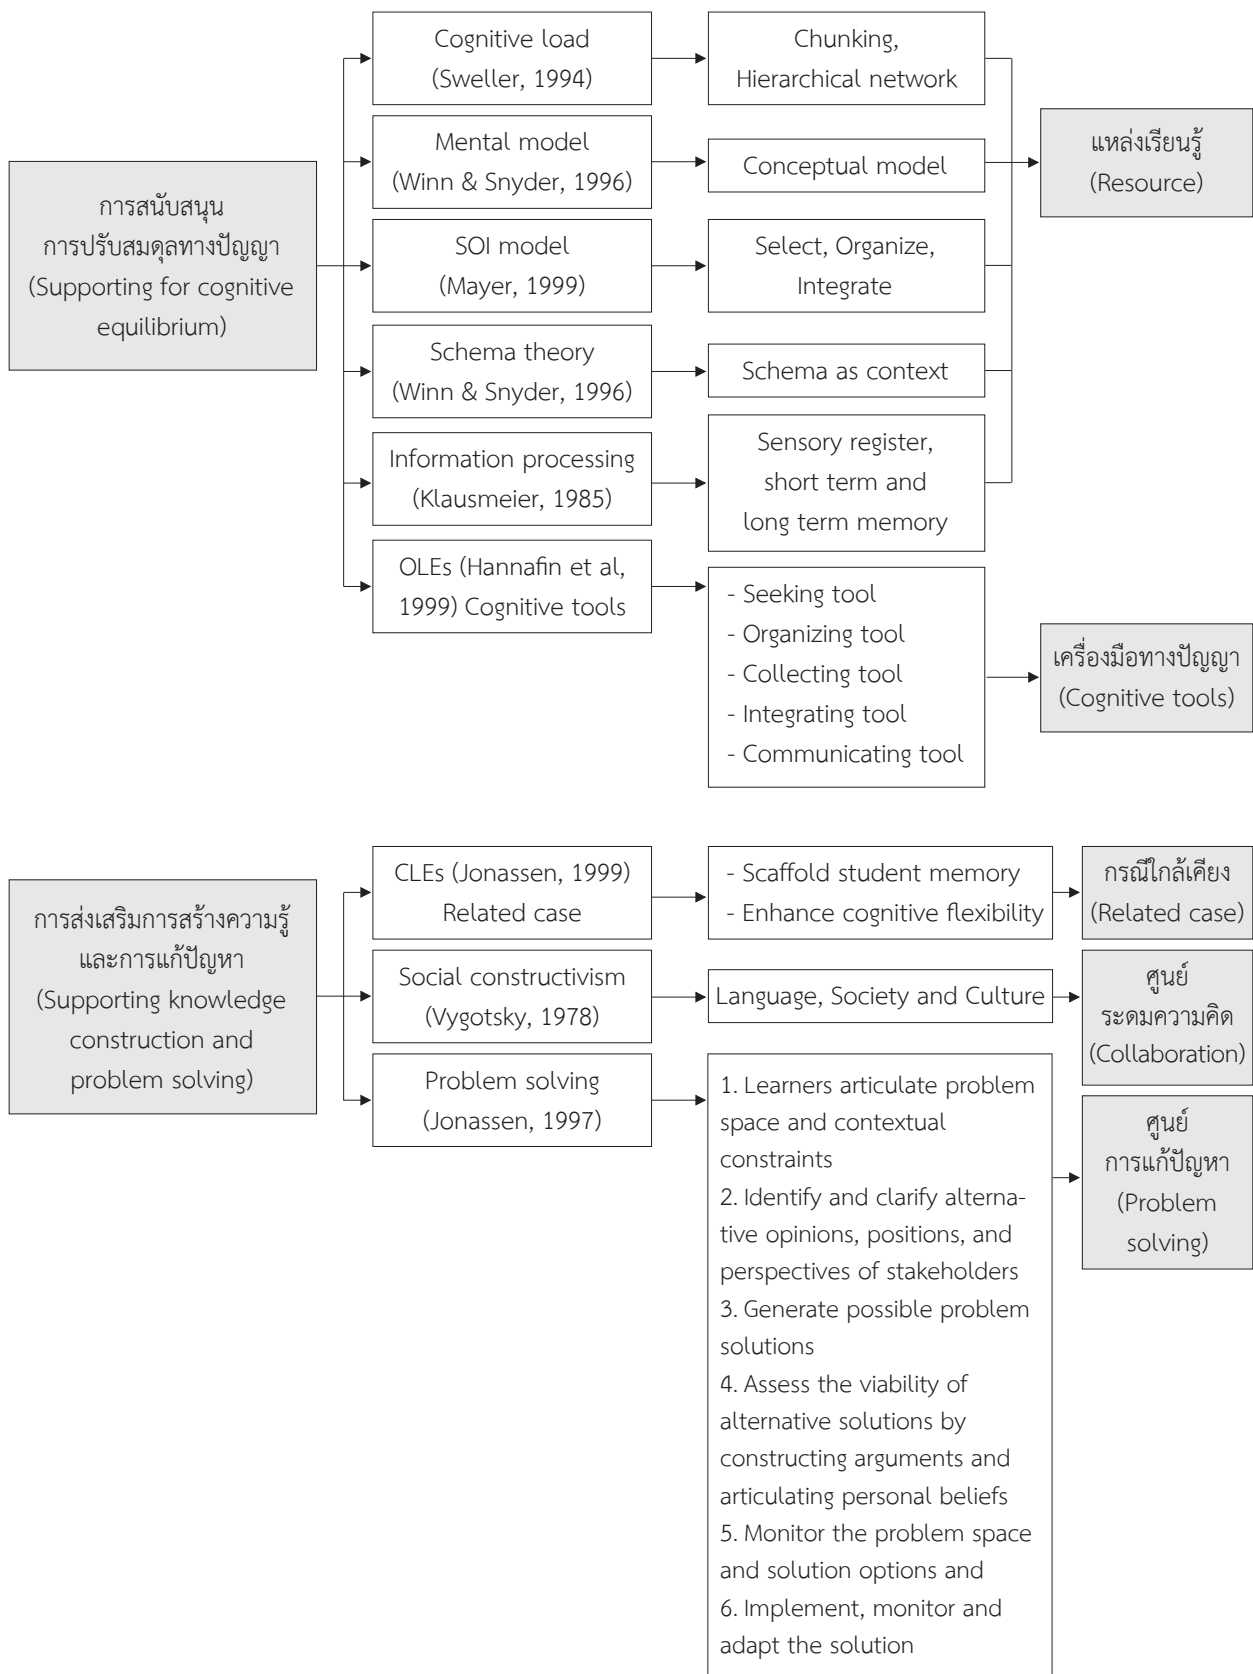 การสนับสนุน
การปรับสมดุลทางปัญญา
(Supporting for cognitive
equilibrium)
Cognitive load
(Sweller, 1994)
Chunking,
Hierarchical network
Mental model
(Winn & Snyder, 1996)
Conceptual model
SOI model
(Mayer, 1999)
Select, Organize,
Integrate
Schema theory
(Winn & Snyder, 1996)
Schema as context
Information processing
(Klausmeier, 1985)
Sensory register,
short term and
long term memory
แหล่งเรียนรู้
(Resource)
OLEs (Hannafin et al,
1999) Cognitive tools
- Seeking tool
- Organizing tool
- Collecting tool
- Integrating tool
- Communicating tool
เครื่องมือทางปัญญา
(Cognitive tools)
การส่งเสริมการสร้างความรู้
และการแก้ปัญหา
(Supporting knowledge
construction and
problem solving)
CLEs (Jonassen, 1999)
Related case
- Scaffold student memory
- Enhance cognitive flexibility
กรณีใกล้เคียง
(Related case)
Social constructivism
(Vygotsky, 1978)
Language, Society and Culture
ศูนย์
ระดมความคิด
(Collaboration)
Problem solving
(Jonassen, 1997)
1. Learners articulate problem
space and contextual
constraints
2. Identify and clarify alterna-
tive opinions, positions, and
perspectives of stakeholders
3. Generate possible problem
solutions
4. Assess the viability of
alternative solutions by
constructing arguments and
articulating personal beliefs
5. Monitor the problem space
and solution options and
6. Implement, monitor and
adapt the solution
ศูนย์
การแก้ปัญหา
(Problem
solving)